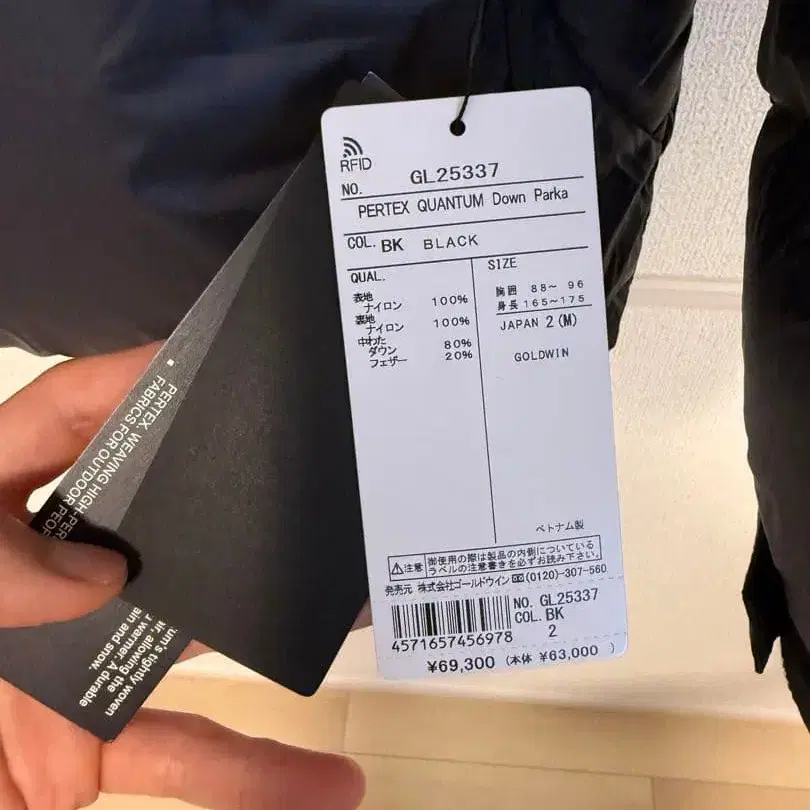 RFID
NO. GL25337
PERTEX QUANTUM Down Parka
COL. BK BLACK
QUAL.
表地
ナイロン 100%
裏地
ナイロン 100%
中わた
ダウン 80%
フェザー 20%
SIZE
胸囲 88~ 96
身長 165~175
JAPAN 2 (M)
GOLDWIN
ベトナム製
注意 御使用の際は製品の内側についている
ラベルの注意書きを必ずお読み下さい。
発売元 株式会社ゴールドウイン (0120)-307-560
4571657456978
NO. GL25337
COL. BK
2
¥69,300 (本体 ¥63,000 )
PERTEX. WEAVING HIGH-PER
FABRICS FOR OUTDOOR PEOP
um's tightly woven
air, allowing the
warmer. A durable
ain and snow.